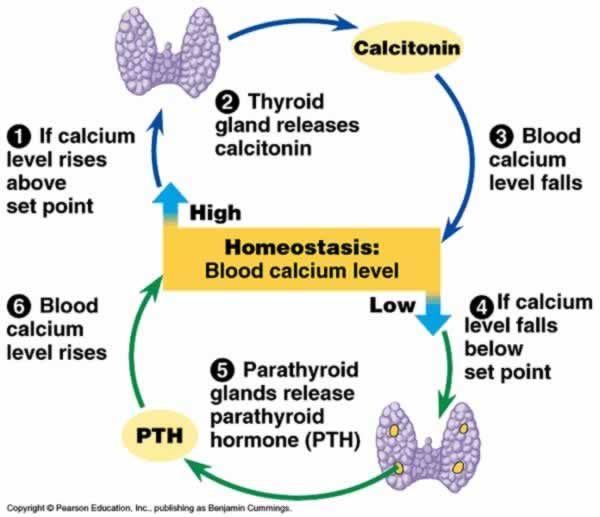 Calcitonin
❶ If calcium
level rises
above
set point
❷ Thyroid
gland releases
calcitonin
❸ Blood
calcium
level falls
High
Homeostasis:
Blood calcium level
Low
❹ If calcium
level falls
below
set point
❺ Parathyroid
glands release
parathyroid
hormone (PTH)
PTH
❻ Blood
calcium
level rises
Copyright © Pearson Education, Inc., publishing as Benjamin Cummings.